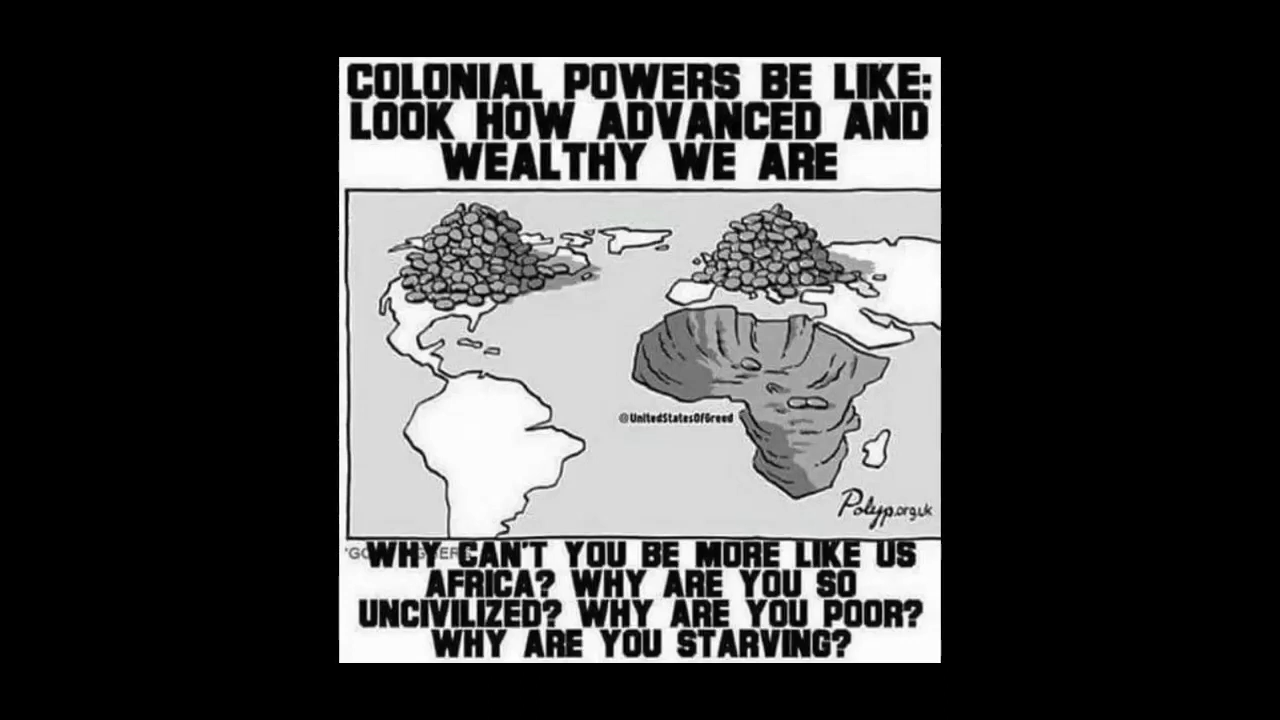 COLONIAL POWERS BE LIKE:
LOOK HOW ADVANCED AND
WEALTHY WE ARE
@UnitedStatesOfGreed
Polyp.org.uk
WHY CAN'T YOU BE MORE LIKE US
AFRICA? WHY ARE YOU SO
UNCIVILIZED? WHY ARE YOU POOR?
WHY ARE YOU STARVING?